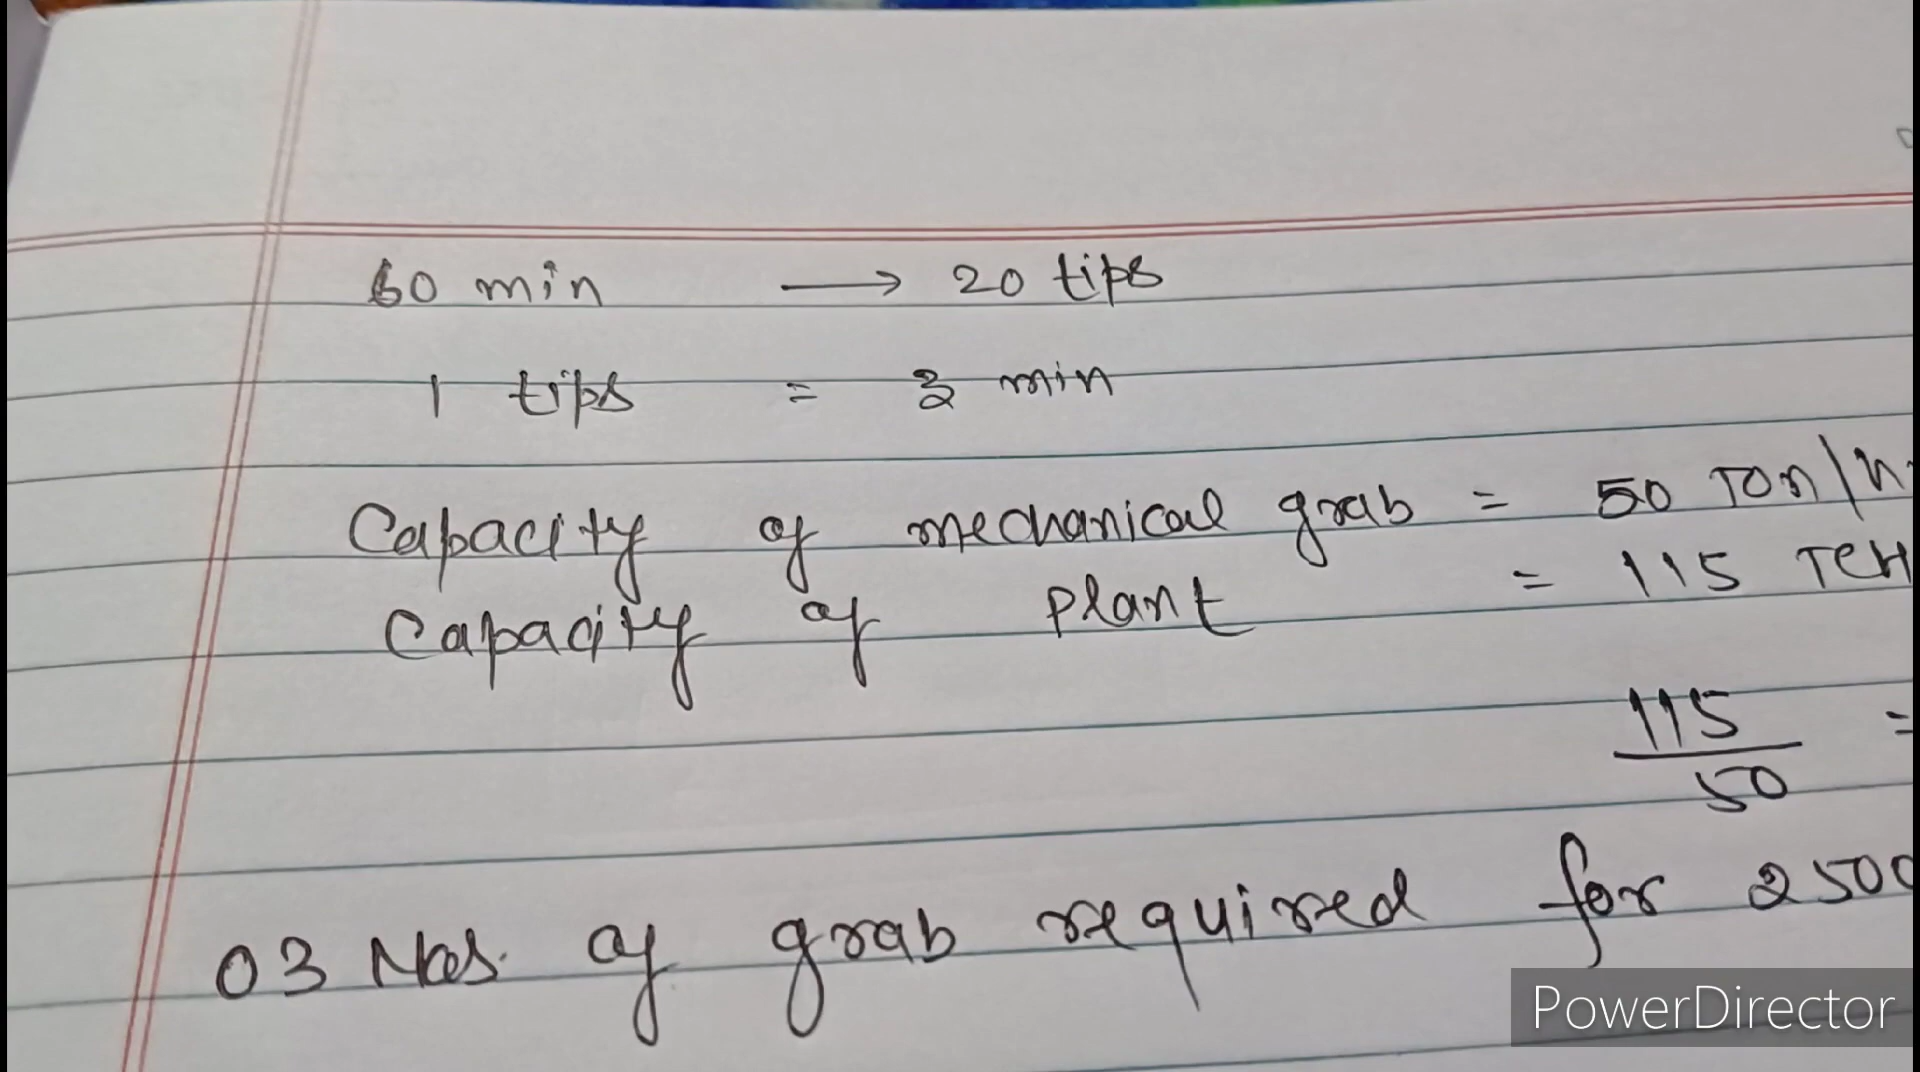 60 min → 20 tips
1 tips = 3 min
Capacity of mechanical grab = 50 Ton/h
Capacity of plant = 115 TCH
115
50 =
03 Nos. of grab required for 2500
PowerDirector